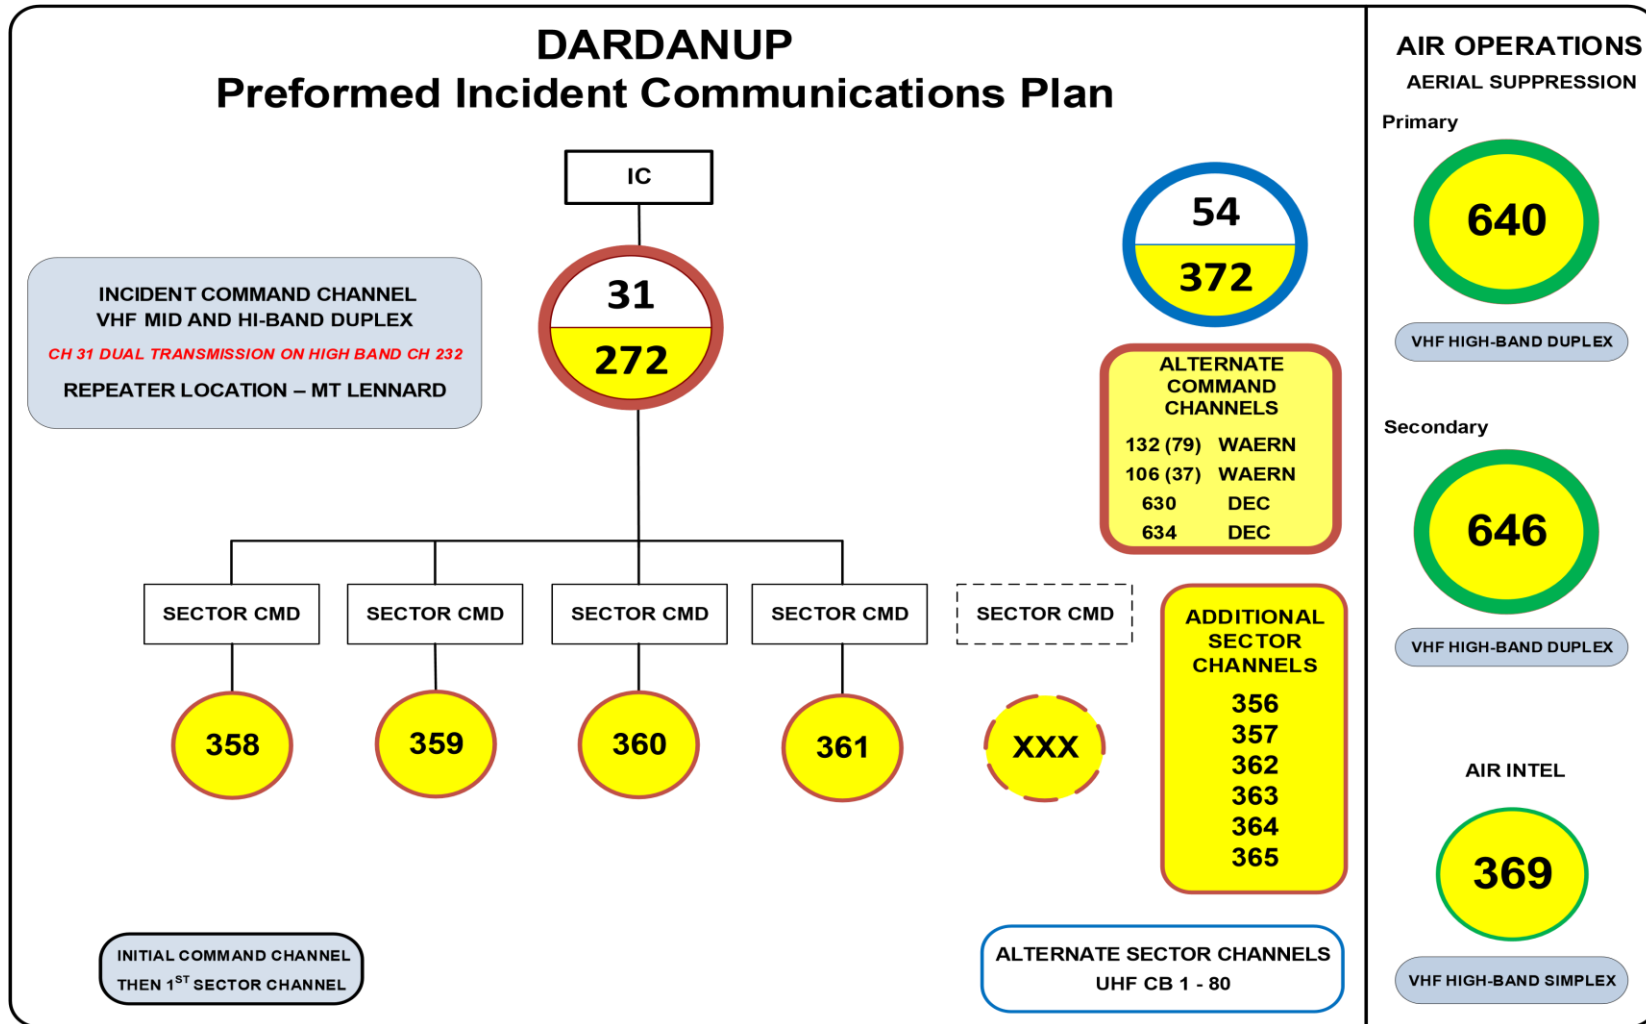 DARDANUP
Preformed Incident Communications Plan
IC
31
272
INCIDENT COMMAND CHANNEL
VHF MID AND HI-BAND DUPLEX
CH 31 DUAL TRANSMISSION ON HIGH BAND CH 232
REPEATER LOCATION – MT LENNARD
54
372
ALTERNATE
COMMAND
CHANNELS
132 (79) WAERN
106 (37) WAERN
630 DEC
634 DEC
SECTOR CMD
SECTOR CMD
SECTOR CMD
SECTOR CMD
SECTOR CMD
358
359
360
361
XXX
ADDITIONAL
SECTOR
CHANNELS
356
357
362
363
364
365
INITIAL COMMAND CHANNEL
THEN 1ST SECTOR CHANNEL
ALTERNATE SECTOR CHANNELS
UHF CB 1 - 80
AIR OPERATIONS
AERIAL SUPPRESSION
Primary
640
VHF HIGH-BAND DUPLEX
Secondary
646
VHF HIGH-BAND DUPLEX
AIR INTEL
369
VHF HIGH-BAND SIMPLEX